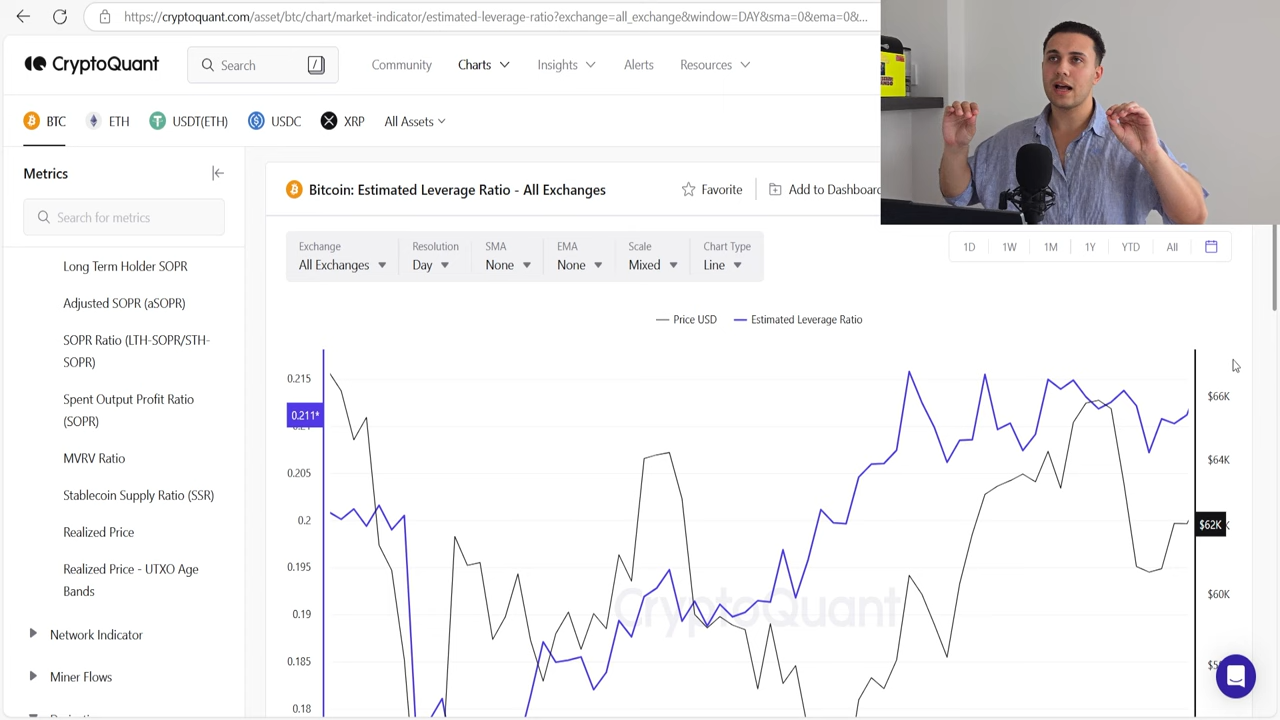 https://cryptoquant.com/asset/btc/chart/market-indicator/estimated-leverage-ratio?exchange=all_exchange&window=DAY&sma=0&ema=0&...
CryptoQuant
Search
/
Community
Charts
Insights
Alerts
Resources
BTC
ETH
USDT(ETH)
USDC
XRP
All Assets
Metrics
Search for metrics
Long Term Holder SOPR
Adjusted SOPR (aSOPR)
SOPR Ratio (LTH-SOPR/STH-
SOPR)
Spent Output Profit Ratio
(SOPR)
MVRV Ratio
Stablecoin Supply Ratio (SSR)
Realized Price
Realized Price - UTXO Age
Bands
Network Indicator
Miner Flows
Bitcoin: Estimated Leverage Ratio - All Exchanges
Favorite
Add to Dashboard
Exchange
All Exchanges
Resolution
Day
SMA
None
EMA
None
Scale
Mixed
Chart Type
Line
1D
1W
1M
1Y
YTD
All
Price USD
Estimated Leverage Ratio
0.215
0.211*
0.21
0.205
0.2
0.195
0.19
0.185
0.18
$66K
$64K
$62K
$60K
CryptoQuant